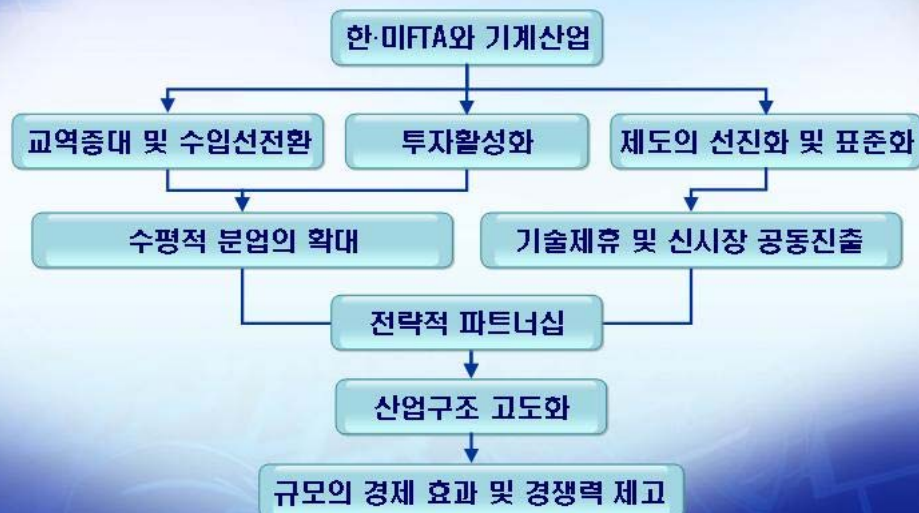 한·미FTA와 기계산업
교역증대 및 수입선전환
투자활성화
제도의 선진화 및 표준화
수평적 분업의 확대
기술제휴 및 신시장 공동진출
전략적 파트너십
산업구조 고도화
규모의 경제 효과 및 경쟁력 제고